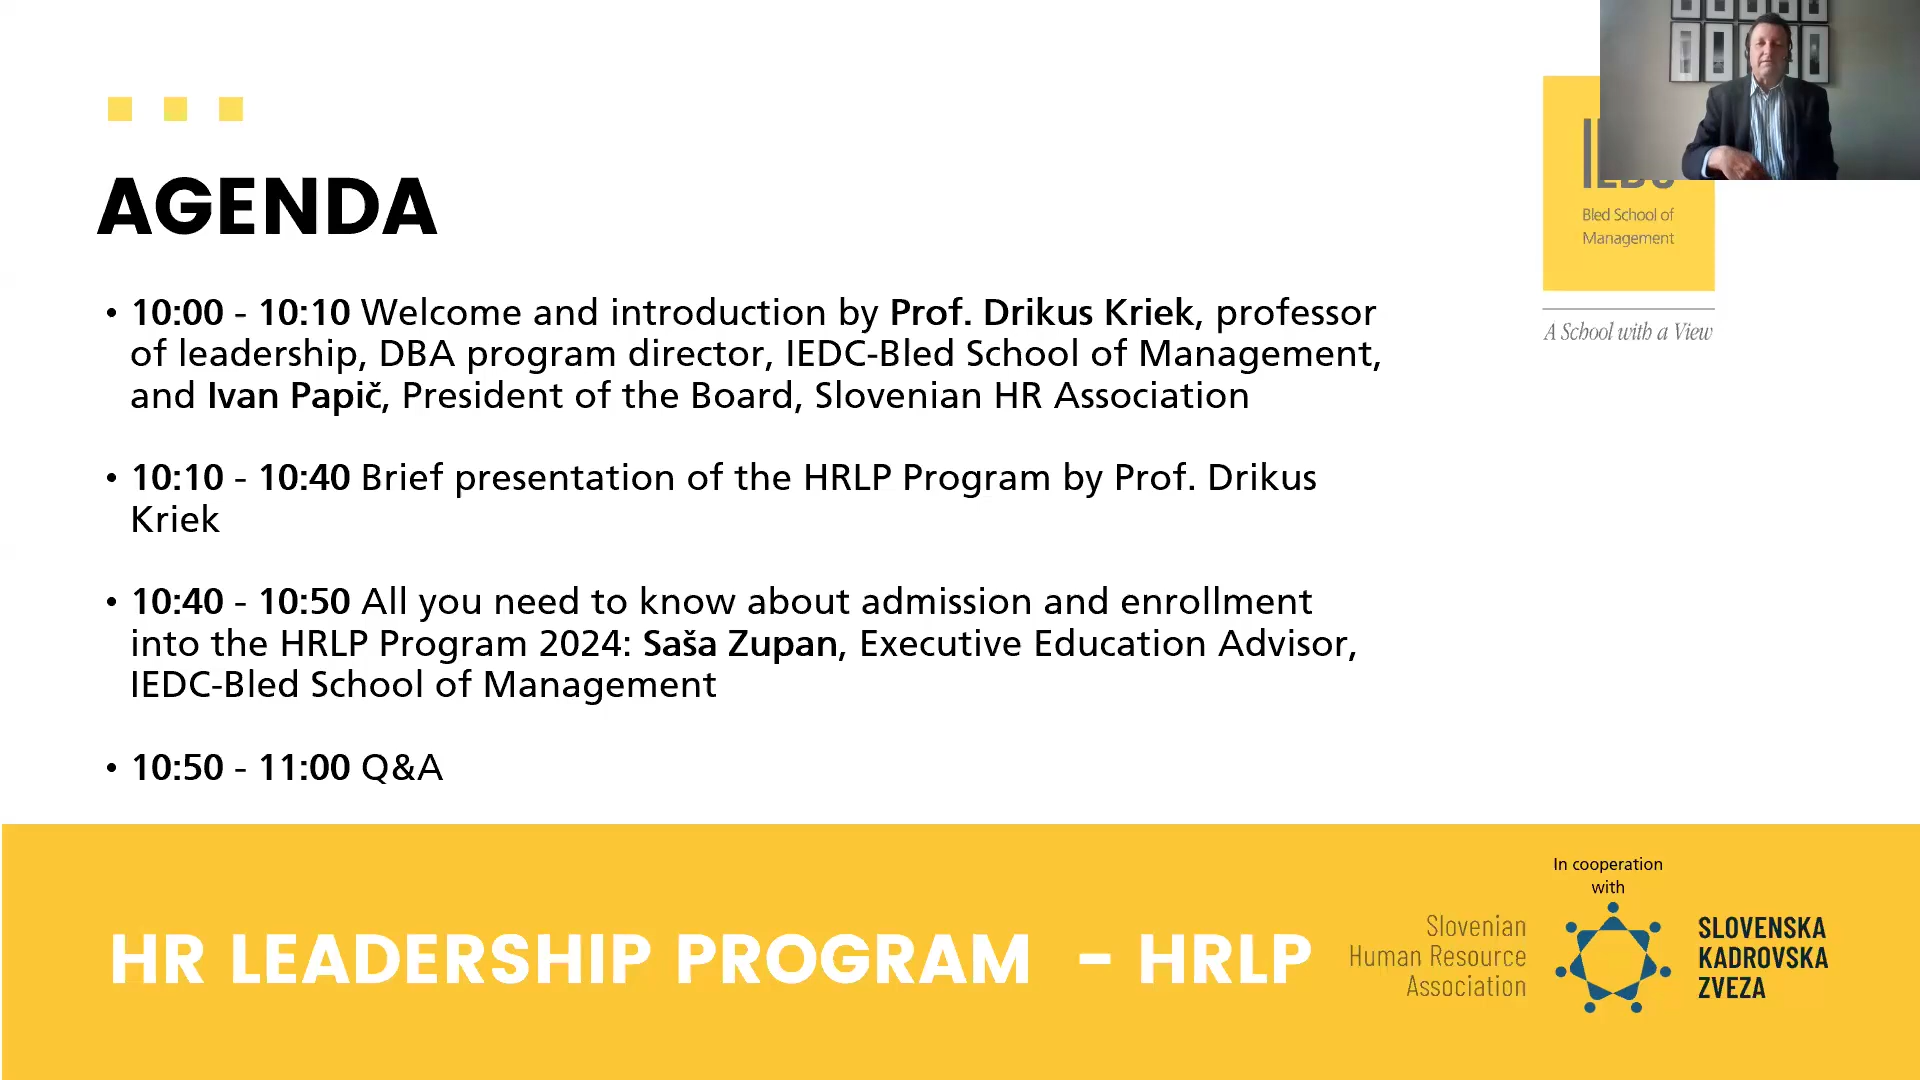 AGENDA
• 10:00 - 10:10 Welcome and introduction by Prof. Drikus Kriek, professor
of leadership, DBA program director, IEDC-Bled School of Management,
and Ivan Papič, President of the Board, Slovenian HR Association
• 10:10 - 10:40 Brief presentation of the HRLP Program by Prof. Drikus
Kriek
• 10:40 - 10:50 All you need to know about admission and enrollment
into the HRLP Program 2024: Saša Zupan, Executive Education Advisor,
IEDC-Bled School of Management
• 10:50 - 11:00 Q&A
Bled School of
Management
A School with a View
HR LEADERSHIP PROGRAM - HRLP
In cooperation
with
Slovenian
Human Resource
Association
SLOVENSKA
KADROVSKA
ZVEZA